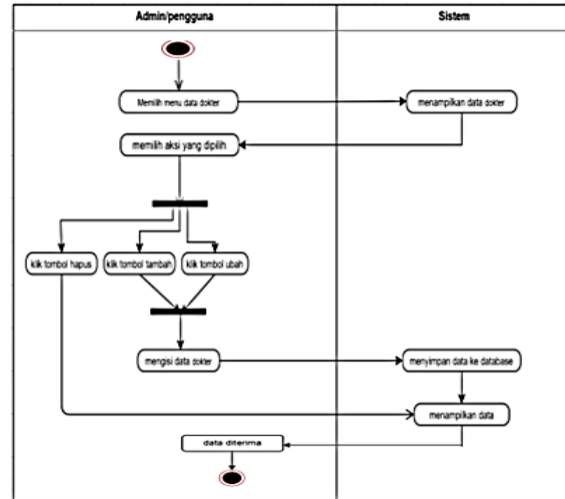 Admin/pengguna
Sistem
Memilih menu data dokter
menampilkan data dokter
memilih aksi yang dipilih
klik tombol hapus
klik tombol tambah
klik tombol ubah
mengisi data dokter
menyimpan data ke database
menampilkan data
data diterima